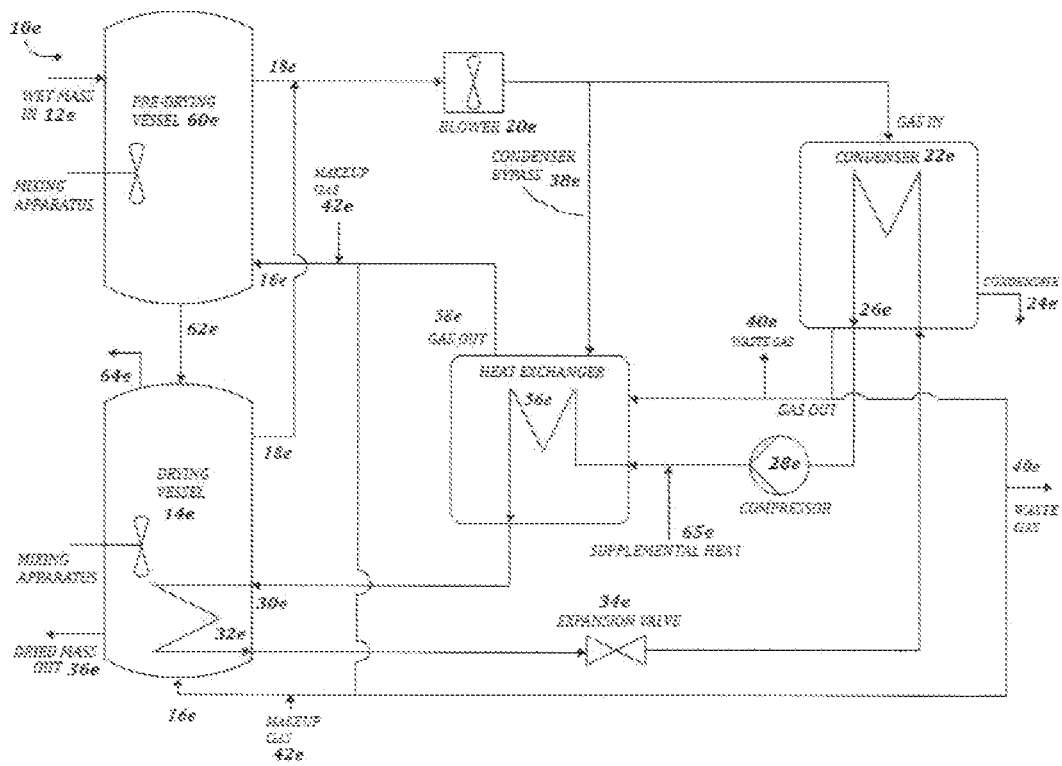 10e
WET MASS
IN 12e
PRE-DRYING
VESSEL 60e
MIXING
APPARATUS
18e
BLOWER 20e
CONDENSER
BYPASS 38e
GAS IN
CONDENSER 22e
CONDENSER
24e
26e
MAKEUP
GAS
42e
16e
GAS OUT
HEAT EXCHANGER
56e
40e
WASTE GAS
GAS OUT
62e
64e
18e
DRYING
VESSEL
14e
28e
COMPRESSOR
65e
SUPPLEMENTAL HEAT
40e
WASTE
GAS
MIXING
APPARATUS
30e
32e
34e
EXPANSION VALVE
DRIED MASS
OUT 36e
16e
MAKEUP
GAS
42e